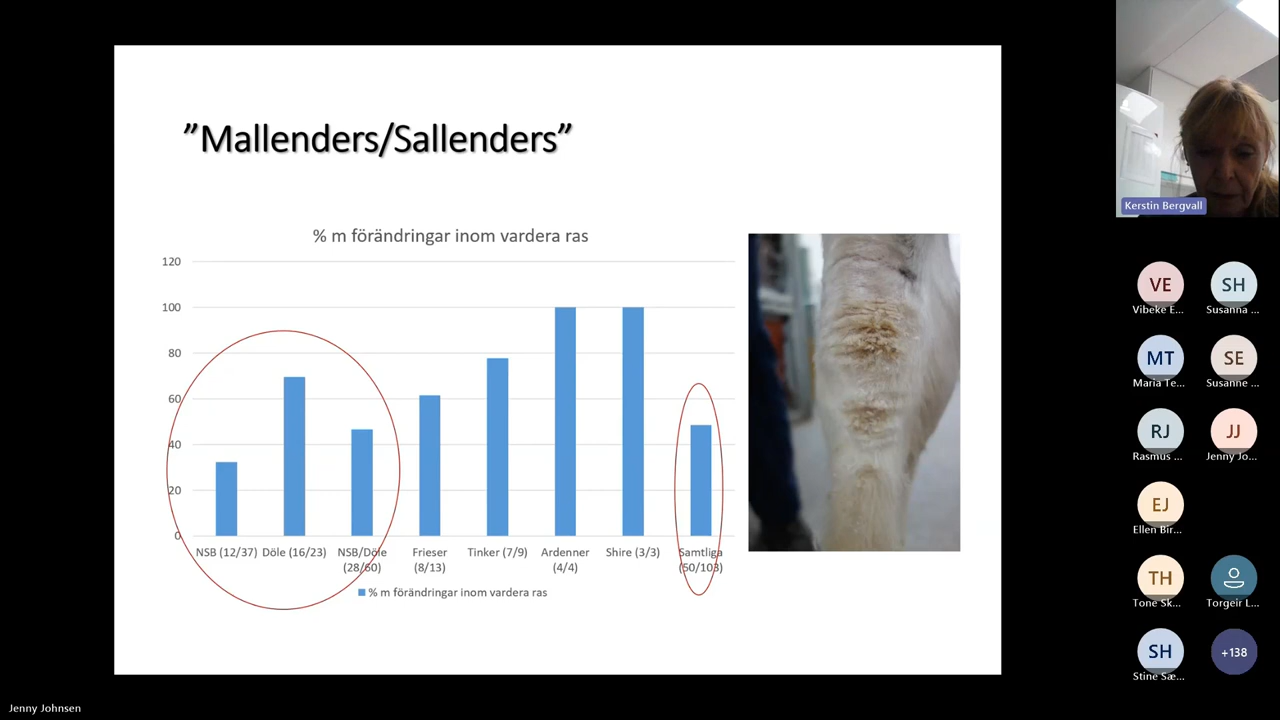 ”Mallenders/Sallenders”
% m förändringar inom vardera ras
120
100
80
60
40
20
0
NSB (12/37)
Döle (16/23)
NSB/Döle
(28/60)
Frieser
(8/13)
Tinker (7/9)
Ardenner
(4/4)
Shire (3/3)
Samtliga
(50/103)
% m förändringar inom vardera ras
Kerstin Bergvall
VE
Vibeke E...
SH
Susanna ...
MT
Maria Te...
SE
Susanne ...
RJ
Rasmus ...
JJ
Jenny Jo...
EJ
Ellen Bir...
TH
Tone Sk...
Torgeir L...
SH
Stine Sæ...
+138
Jenny Johnsen